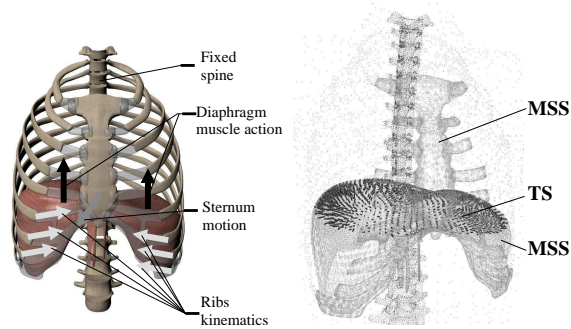 Fixed
spine
Diaphragm
muscle action
Sternum
motion
Ribs
kinematics
MSS
TS
MSS